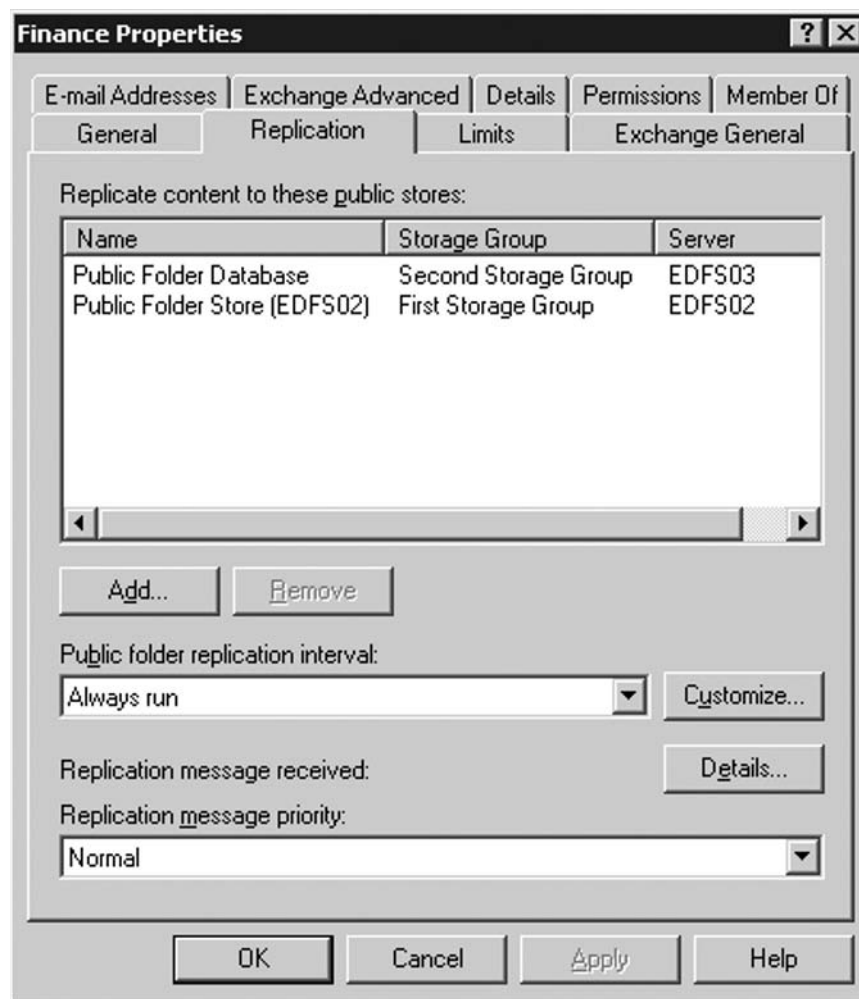 Finance Properties
E-mail Addresses Exchange Advanced Details Permissions Member Of
General Replication Limits Exchange General
Replicate content to these public stores:
Name Storage Group Server
Public Folder Database Second Storage Group EDFS03
Public Folder Store (EDFS02) First Storage Group EDFS02
Add... Remove
Public folder replication interval:
Always run Customize...
Replication message received: Details...
Replication message priority:
Normal
OK Cancel Apply Help